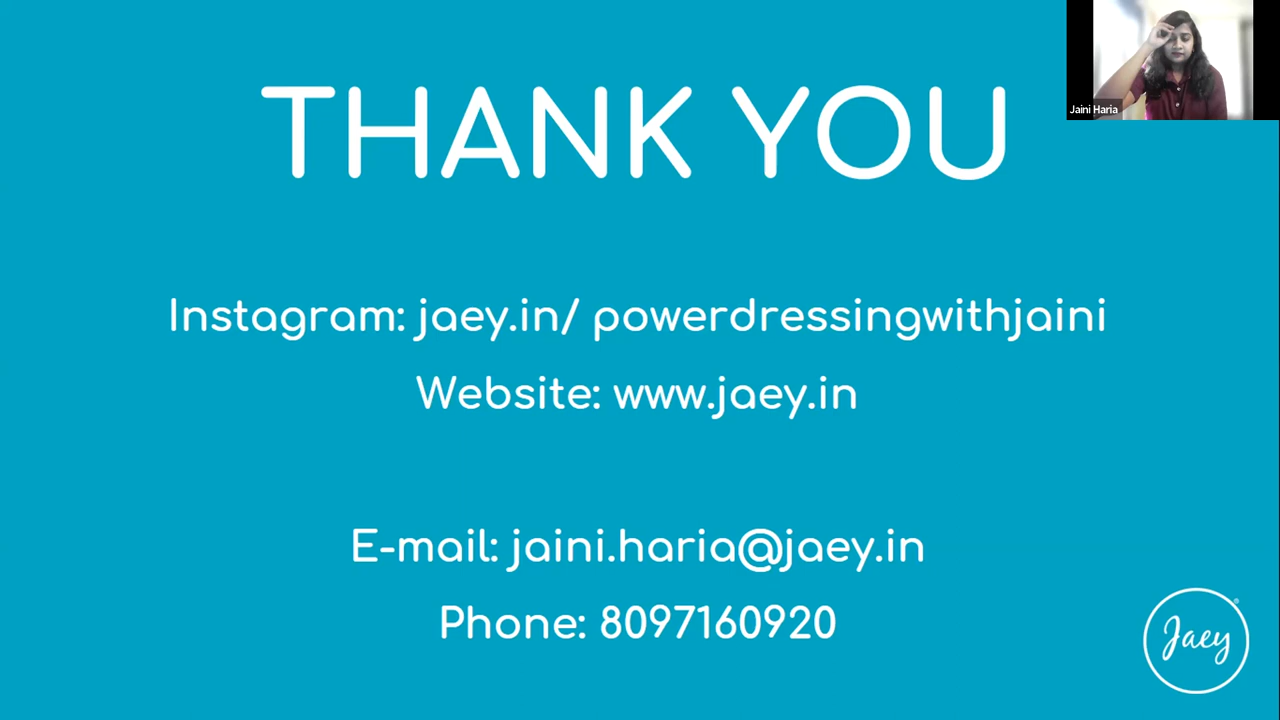 Jaini Haria
THANK YOU
Instagram: jaey.in/ powerdressingwithjaini
Website: www.jaey.in
E-mail: jaini.haria@jaey.in
Phone: 8097160920
Jaey®